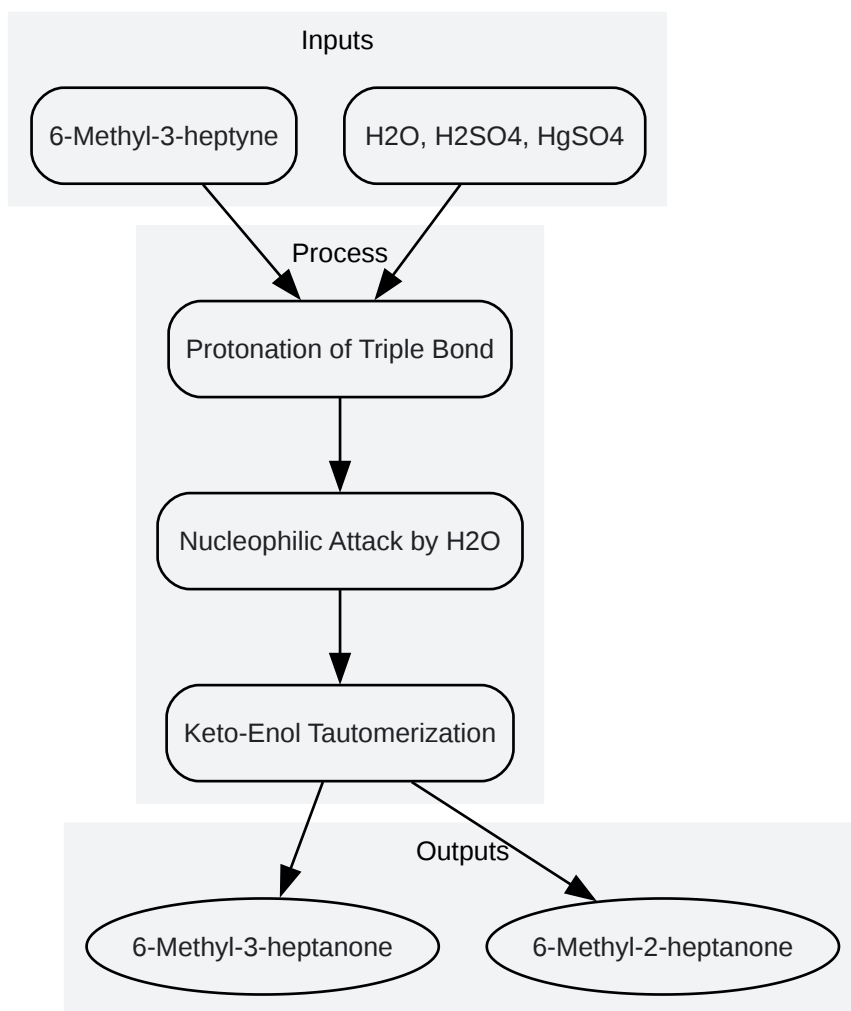 Inputs
6-Methyl-3-heptyne
H2O, H2SO4, HgSO4
Process
Protonation of Triple Bond
Nucleophilic Attack by H2O
Keto-Enol Tautomerization
Outputs
6-Methyl-3-heptanone
6-Methyl-2-heptanone